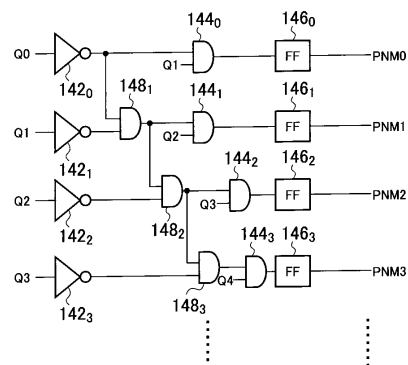 144₀ 146₀
Q0 FF PNM0
142₀ Q1
148₁ 144₁ 146₁
Q1 Q2 FF PNM1
142₁ 144₂ 146₂
Q2 Q3 FF PNM2
142₂ 148₂ 144₃ 146₃
Q3 Q4 FF PNM3
142₃ 148₃